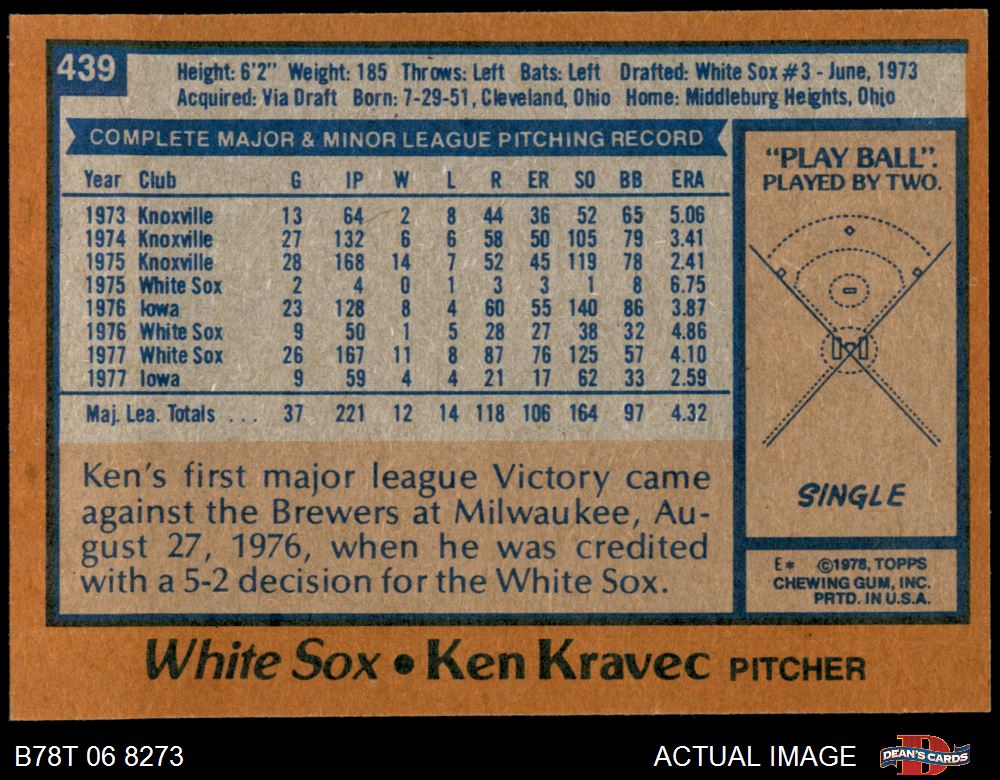 439
Height: 6'2" Weight: 185 Throws: Left Bats: Left Drafted: White Sox #3 - June, 1973
Acquired: Via Draft Born: 7-29-51, Cleveland, Ohio Home: Middleburg Heights, Ohio
COMPLETE MAJOR & MINOR LEAGUE PITCHING RECORD
Year Club G IP W L R ER SO BB ERA
1973 Knoxville 13 64 2 8 44 36 52 65 5.06
1974 Knoxville 27 132 6 6 58 50 105 79 3.41
1975 Knoxville 28 168 14 7 52 45 119 78 2.41
1975 White Sox 2 4 0 1 3 3 1 8 6.75
1976 Iowa 23 128 8 4 60 55 140 86 3.87
1976 White Sox 9 50 1 5 28 27 38 32 4.86
1977 White Sox 26 167 11 8 87 76 125 57 4.10
1977 Iowa 9 59 4 4 21 17 62 33 2.59
Maj. Lea. Totals . . . 37 221 12 14 118 106 164 97 4.32
Ken's first major league Victory came
against the Brewers at Milwaukee, Au-
gust 27, 1976, when he was credited
with a 5-2 decision for the White Sox.
"PLAY BALL".
PLAYED BY TWO.
SINGLE
E* ©1978, TOPPS
CHEWING GUM, INC.
PRTD. IN U.S.A.
White Sox • Ken Kravec PITCHER
B78T 06 8273
ACTUAL IMAGE
D
DEAN'S CARDS